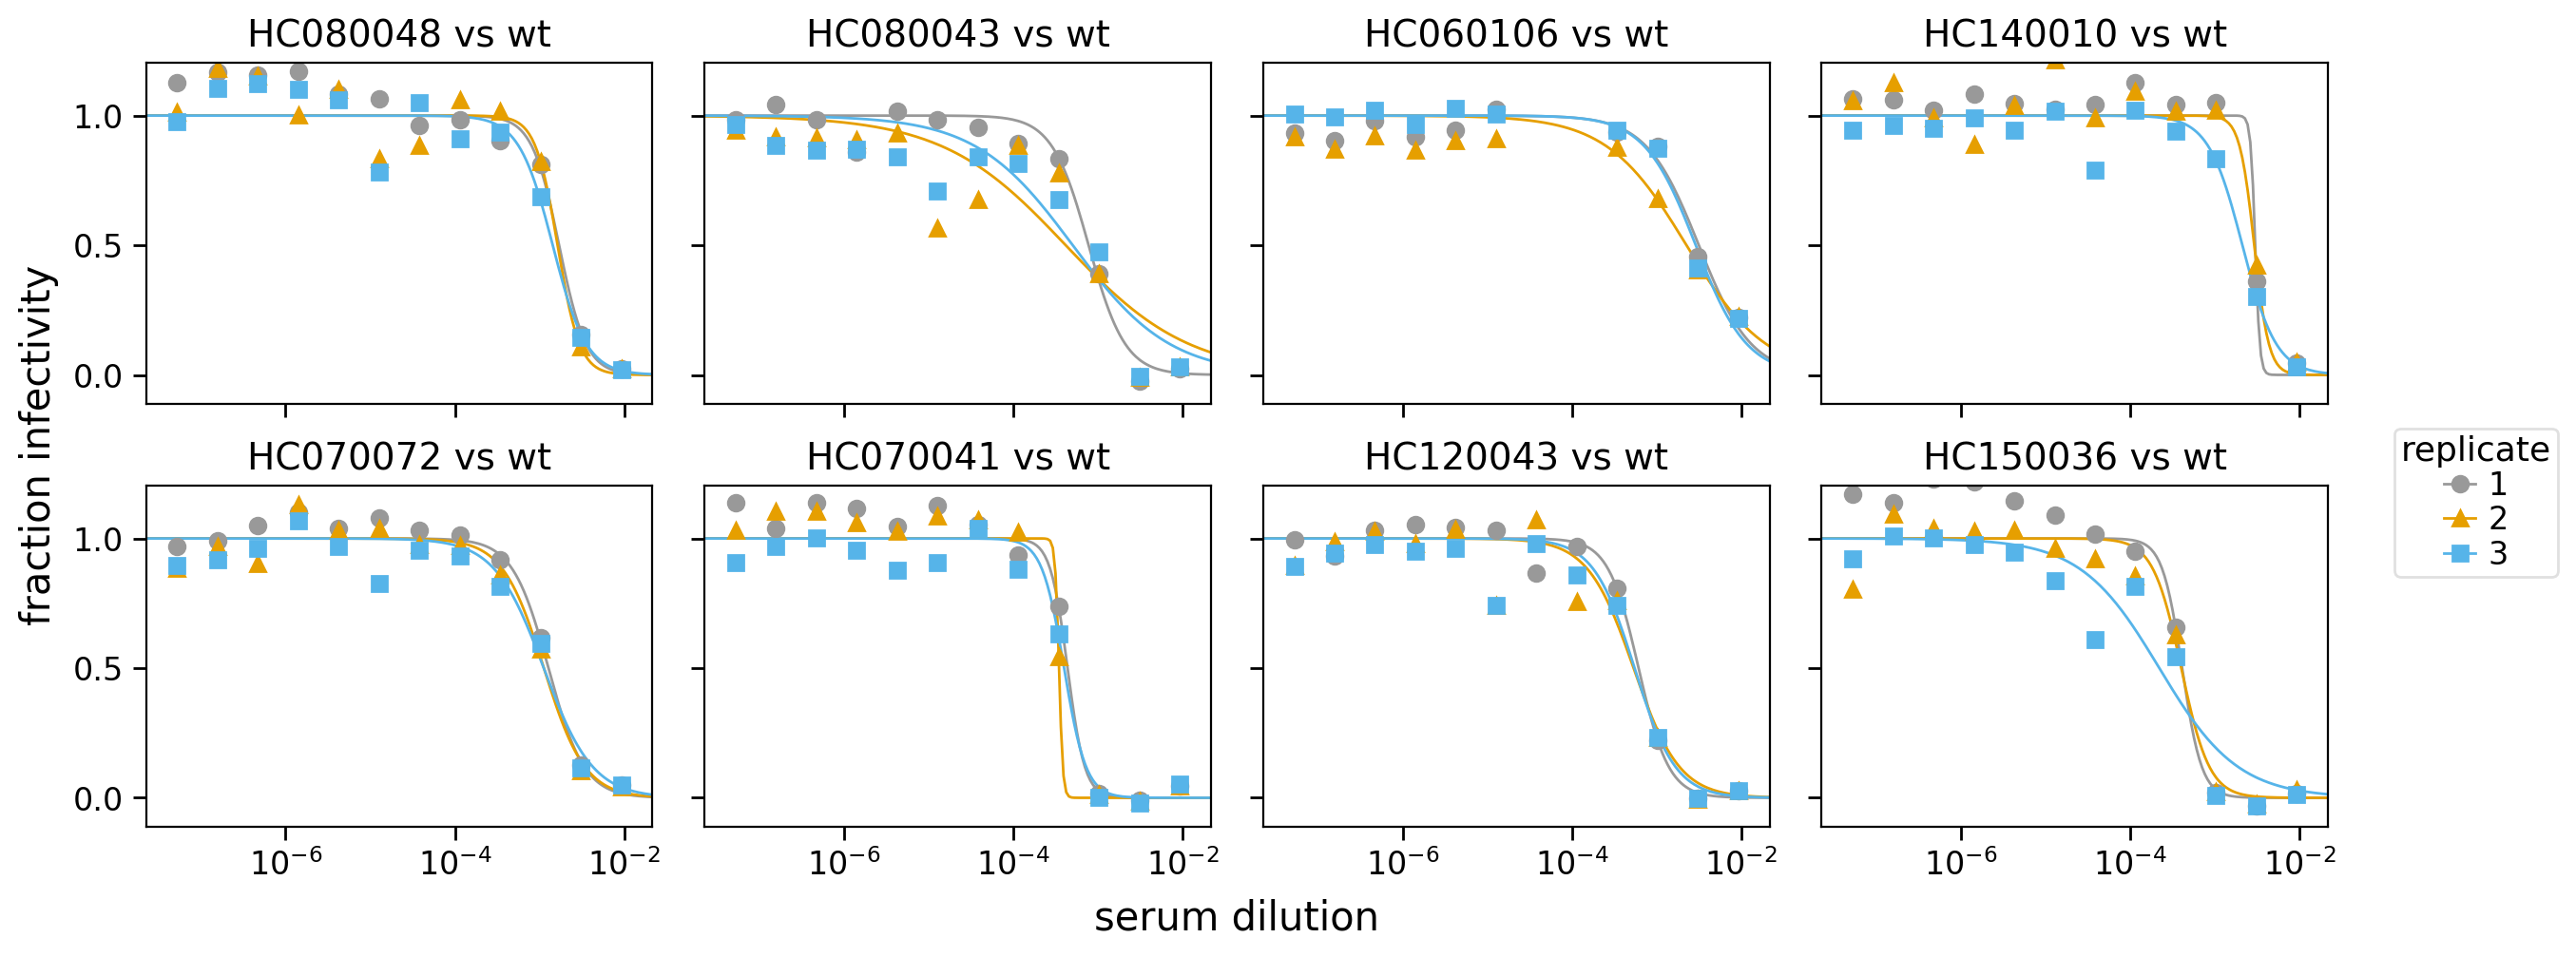 HC080048 vs wt
HC080043 vs wt
HC060106 vs wt
HC140010 vs wt
1.0
0.5
0.0
HC070072 vs wt
HC070041 vs wt
HC120043 vs wt
HC150036 vs wt
1.0
0.5
0.0
10⁻⁶ 10⁻⁴ 10⁻²
10⁻⁶ 10⁻⁴ 10⁻²
10⁻⁶ 10⁻⁴ 10⁻²
10⁻⁶ 10⁻⁴ 10⁻²
fraction infectivity
serum dilution
replicate
1
2
3